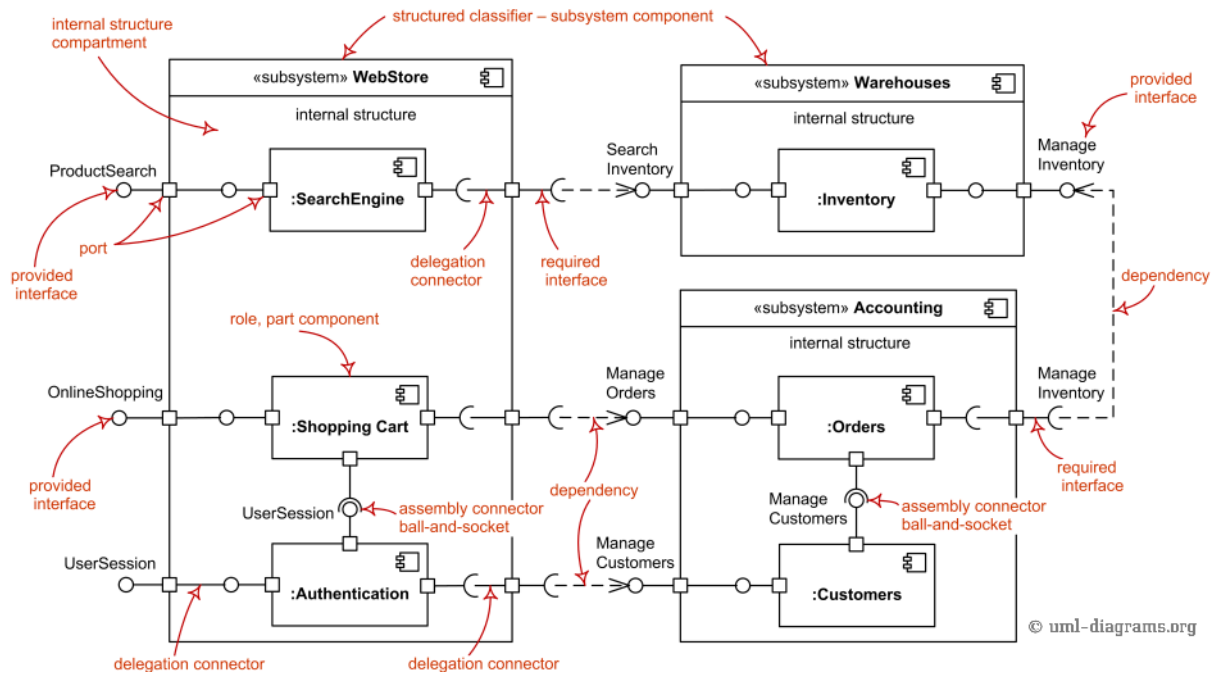 structured classifier – subsystem component
internal structure
compartment
«subsystem» WebStore
internal structure
«subsystem» Warehouses
internal structure
provided
interface
ProductSearch
:SearchEngine
Search
Inventory
:Inventory
Manage
Inventory
port
provided
interface
delegation
connector
required
interface
dependency
role, part component
«subsystem» Accounting
internal structure
OnlineShopping
:Shopping Cart
Manage
Orders
:Orders
Manage
Inventory
provided
interface
dependency
required
interface
UserSession
assembly connector
ball-and-socket
Manage
Customers
assembly connector
ball-and-socket
UserSession
:Authentication
Manage
Customers
:Customers
© uml-diagrams.org
delegation connector
delegation connector